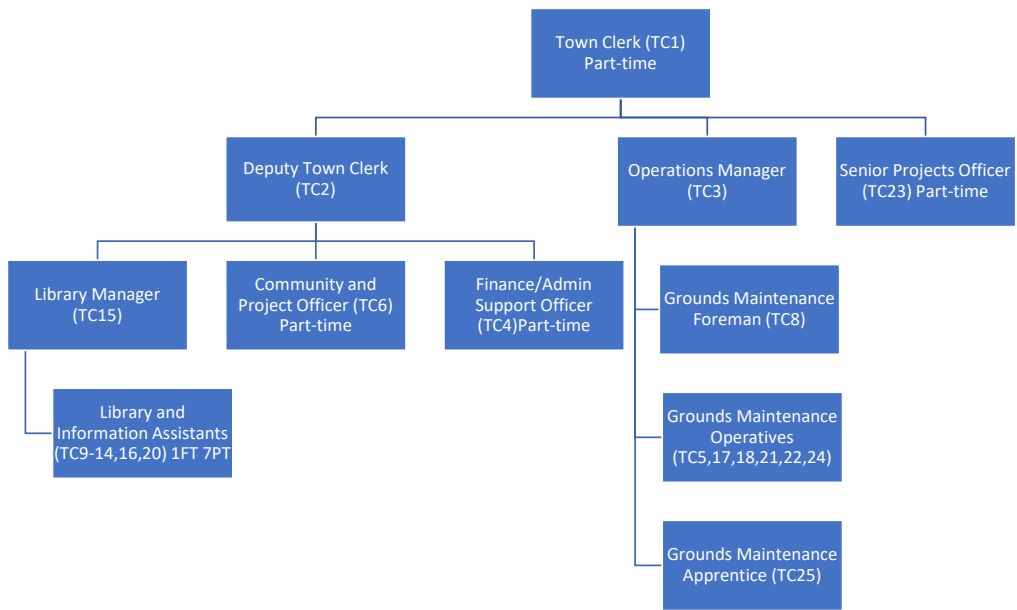 Town Clerk (TC1)
Part-time
Deputy Town Clerk
(TC2)
Operations Manager
(TC3)
Senior Projects Officer
(TC23) Part-time
Library Manager
(TC15)
Community and
Project Officer (TC6)
Part-time
Finance/Admin
Support Officer
(TC4)Part-time
Grounds Maintenance
Foreman (TC8)
Library and
Information Assistants
(TC9-14,16,20) 1FT 7PT
Grounds Maintenance
Operatives
(TC5,17,18,21,22,24)
Grounds Maintenance
Apprentice (TC25)